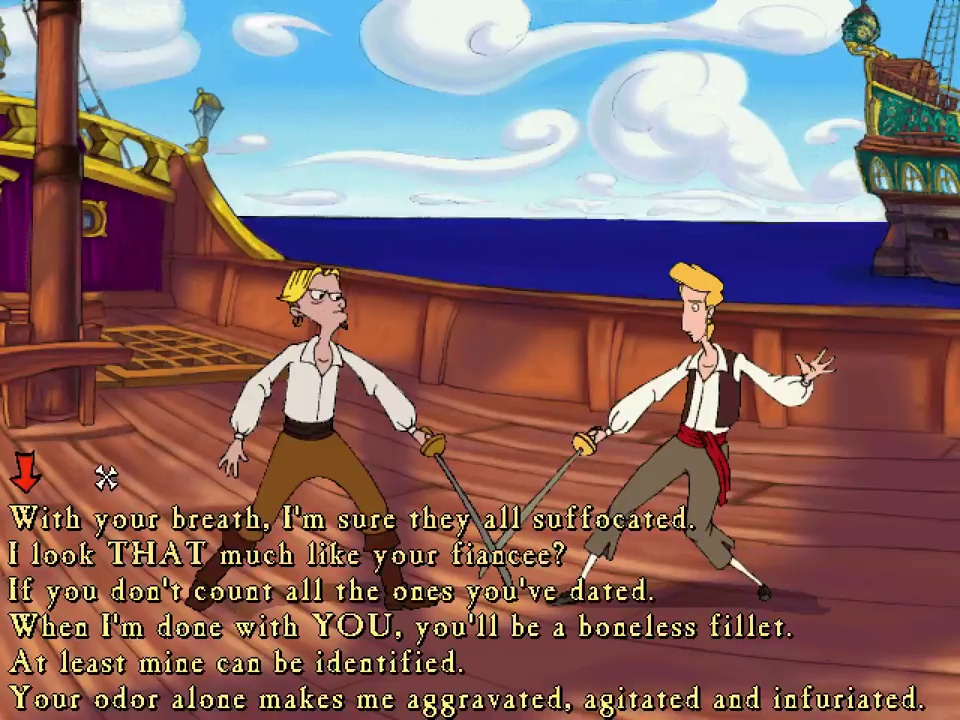 With your breath, I'm sure they all suffocated.
I look THAT much like your fiancee?
If you don't count all the ones you've dated.
When I'm done with YOU, you'll be a boneless fillet.
At least mine can be identified.
Your odor alone makes me aggravated, agitated and infuriated.